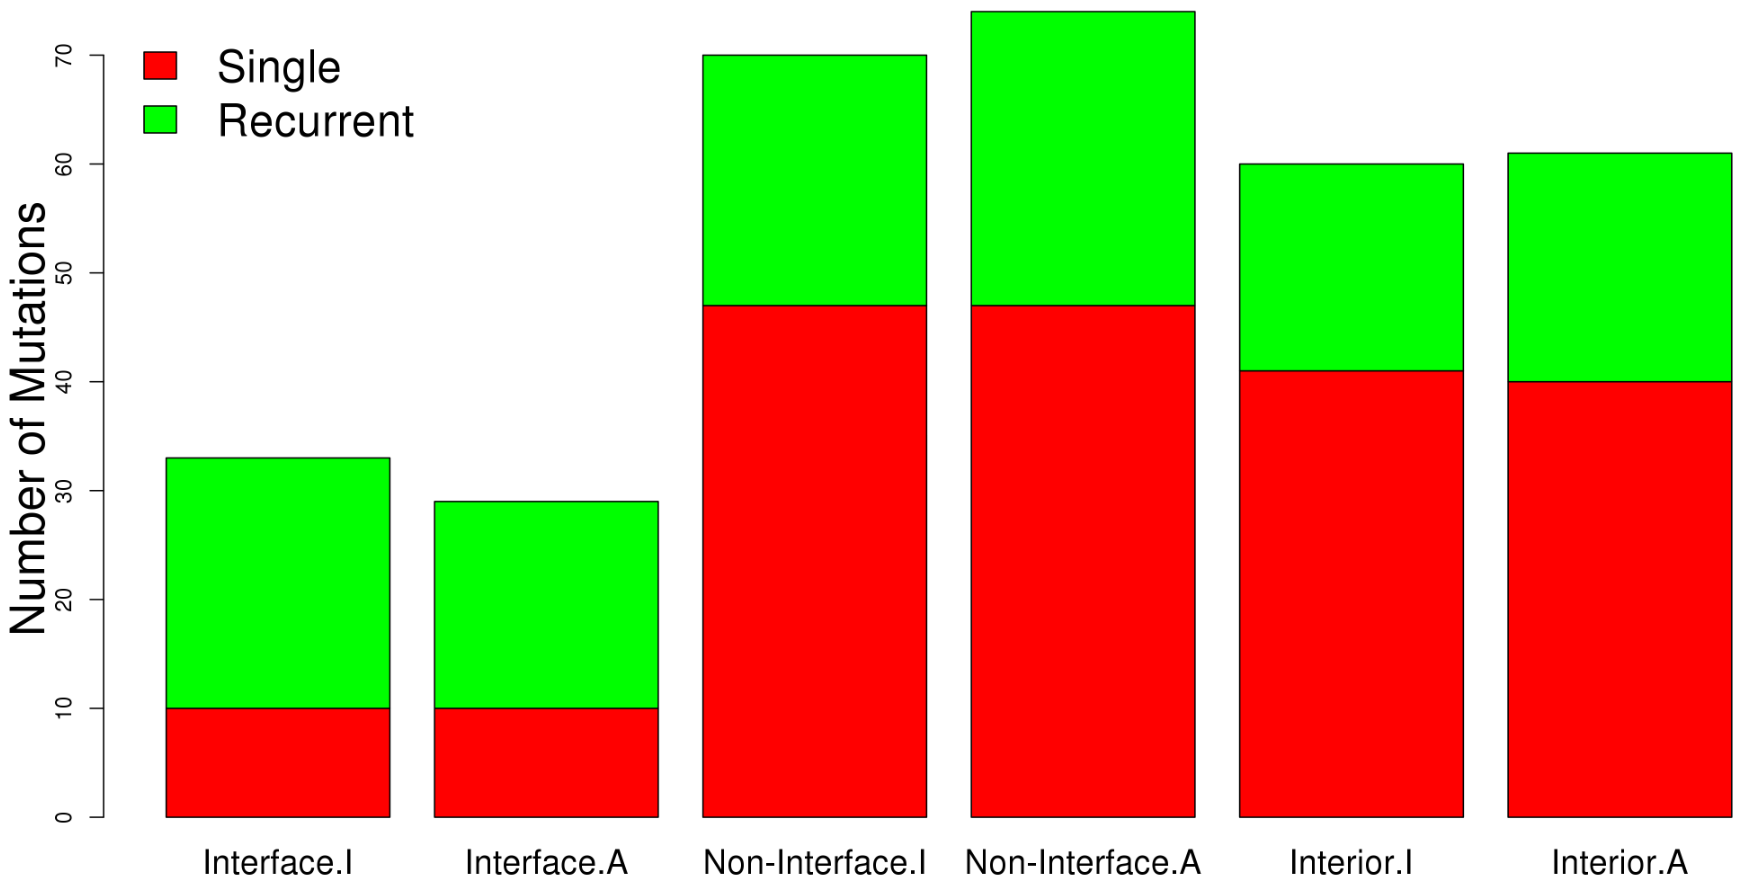 Single
Recurrent
Number of Mutations
70
60
50
40
30
20
10
0
Interface.I Interface.A Non-Interface.I Non-Interface.A Interior.I Interior.A